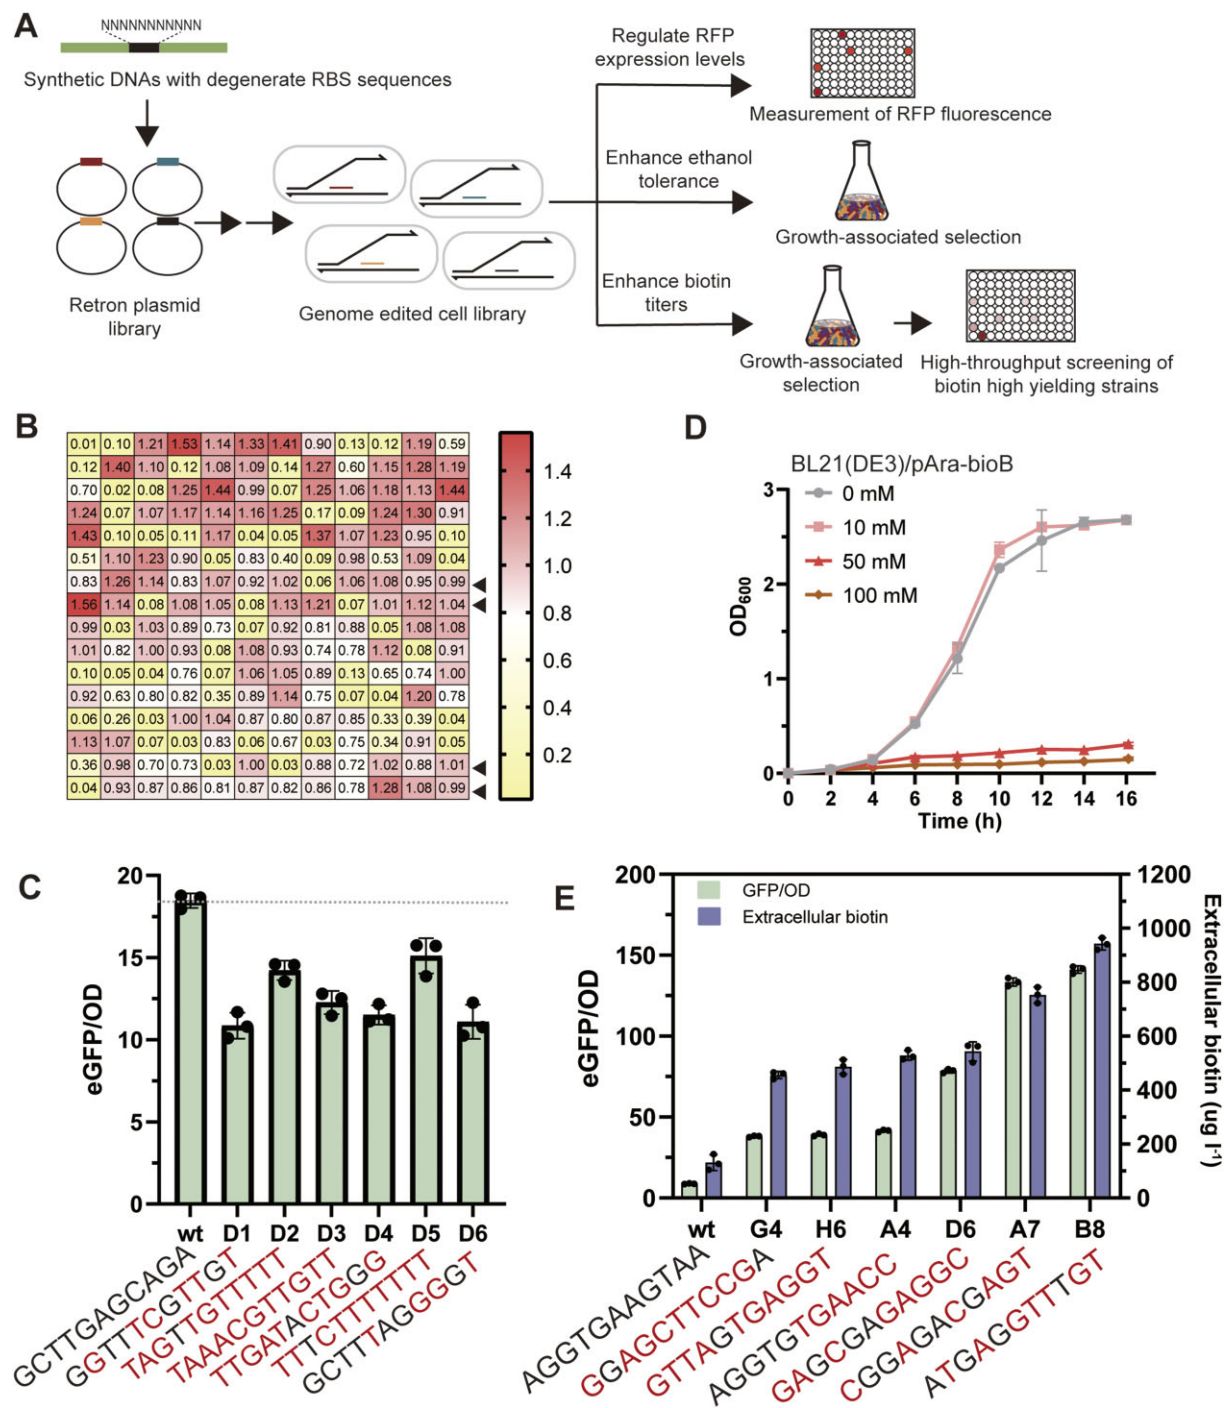 A
NNNNNNNNNNN
Synthetic DNAs with degenerate RBS sequences
Retron plasmid
library
Genome edited cell library
Regulate RFP
expression levels
Measurement of RFP fluorescence
Enhance ethanol
tolerance
Growth-associated selection
Enhance biotin
titers
Growth-associated
selection
High-throughput screening of
biotin high yielding strains
B
0.01 0.10 1.21 1.53 1.14 1.33 1.41 0.90 0.13 0.12 1.19 0.59
0.12 1.40 1.10 0.12 1.08 1.09 0.14 1.27 0.60 1.15 1.28 1.19
0.70 0.02 0.08 1.25 1.44 0.99 0.07 1.25 1.06 1.18 1.13 1.44
1.24 0.07 1.07 1.17 1.14 1.16 1.25 0.17 0.09 1.24 1.30 0.91
1.43 0.10 0.05 0.11 1.17 0.04 0.05 1.37 1.07 1.23 0.95 0.10
0.51 1.10 1.23 0.90 0.05 0.83 0.40 0.09 0.98 0.53 1.09 0.04
0.83 1.26 1.14 0.83 1.07 0.92 1.02 0.06 1.06 1.08 0.95 0.99
1.56 1.14 0.08 1.08 1.05 0.08 1.13 1.21 0.07 1.01 1.12 1.04
0.99 0.03 1.03 0.89 0.73 0.07 0.92 0.81 0.88 0.05 1.08 1.08
1.01 0.82 1.00 0.93 0.08 1.08 0.93 0.74 0.78 1.12 0.08 0.91
0.10 0.05 0.04 0.76 0.07 1.06 1.05 0.89 0.13 0.65 0.74 1.00
0.92 0.63 0.80 0.82 0.35 0.89 1.14 0.75 0.07 0.04 1.20 0.78
0.06 0.26 0.03 1.00 1.04 0.87 0.80 0.87 0.85 0.33 0.39 0.04
1.13 1.07 0.07 0.03 0.83 0.06 0.67 0.03 0.75 0.34 0.91 0.05
0.36 0.98 0.70 0.73 0.03 1.00 0.03 0.88 0.72 1.02 0.88 1.01
0.04 0.93 0.87 0.86 0.81 0.87 0.82 0.86 0.78 1.28 1.08 0.99
1.4
1.2
1.0
0.8
0.6
0.4
0.2
D
BL21(DE3)/pAra-bioB
0 mM
10 mM
50 mM
100 mM
OD600
3
2
1
0
0 2 4 6 8 10 12 14 16
Time (h)
C
eGFP/OD
20
15
10
5
0
wt D1 D2 D3 D4 D5 D6
GCTTGAGCAGA
GGTTTCGTTGT
TAGTTGTTTTT
TAAACGTTGTT
TTGATACTGGG
TTTCTTTTTTT
GCTTTAGGGGT
E
GFP/OD
Extracellular biotin
eGFP/OD
200
150
100
50
0
1200
1000
800
600
400
200
0
Extracellular biotin (ug l-1)
wt G4 H6 A4 D6 A7 B8
AGGTGAAGTAA
GGAGCTTCCGA
GTTAGTGAGGT
AGGTGTGAACC
GAGCGAGAGGC
CGGAGACGAGT
ATGAGGTTTGT